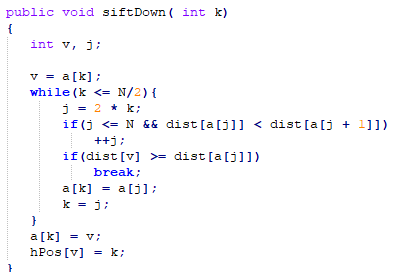 public void siftDown( int k)
{
int v, j;
v = a[k];
while(k <= N/2){
j = 2 * k;
if(j <= N && dist[a[j]] < dist[a[j + 1]])
++j;
if(dist[v] >= dist[a[j]])
break;
a[k] = a[j];
k = j;
}
a[k] = v;
hPos[v] = k;
}